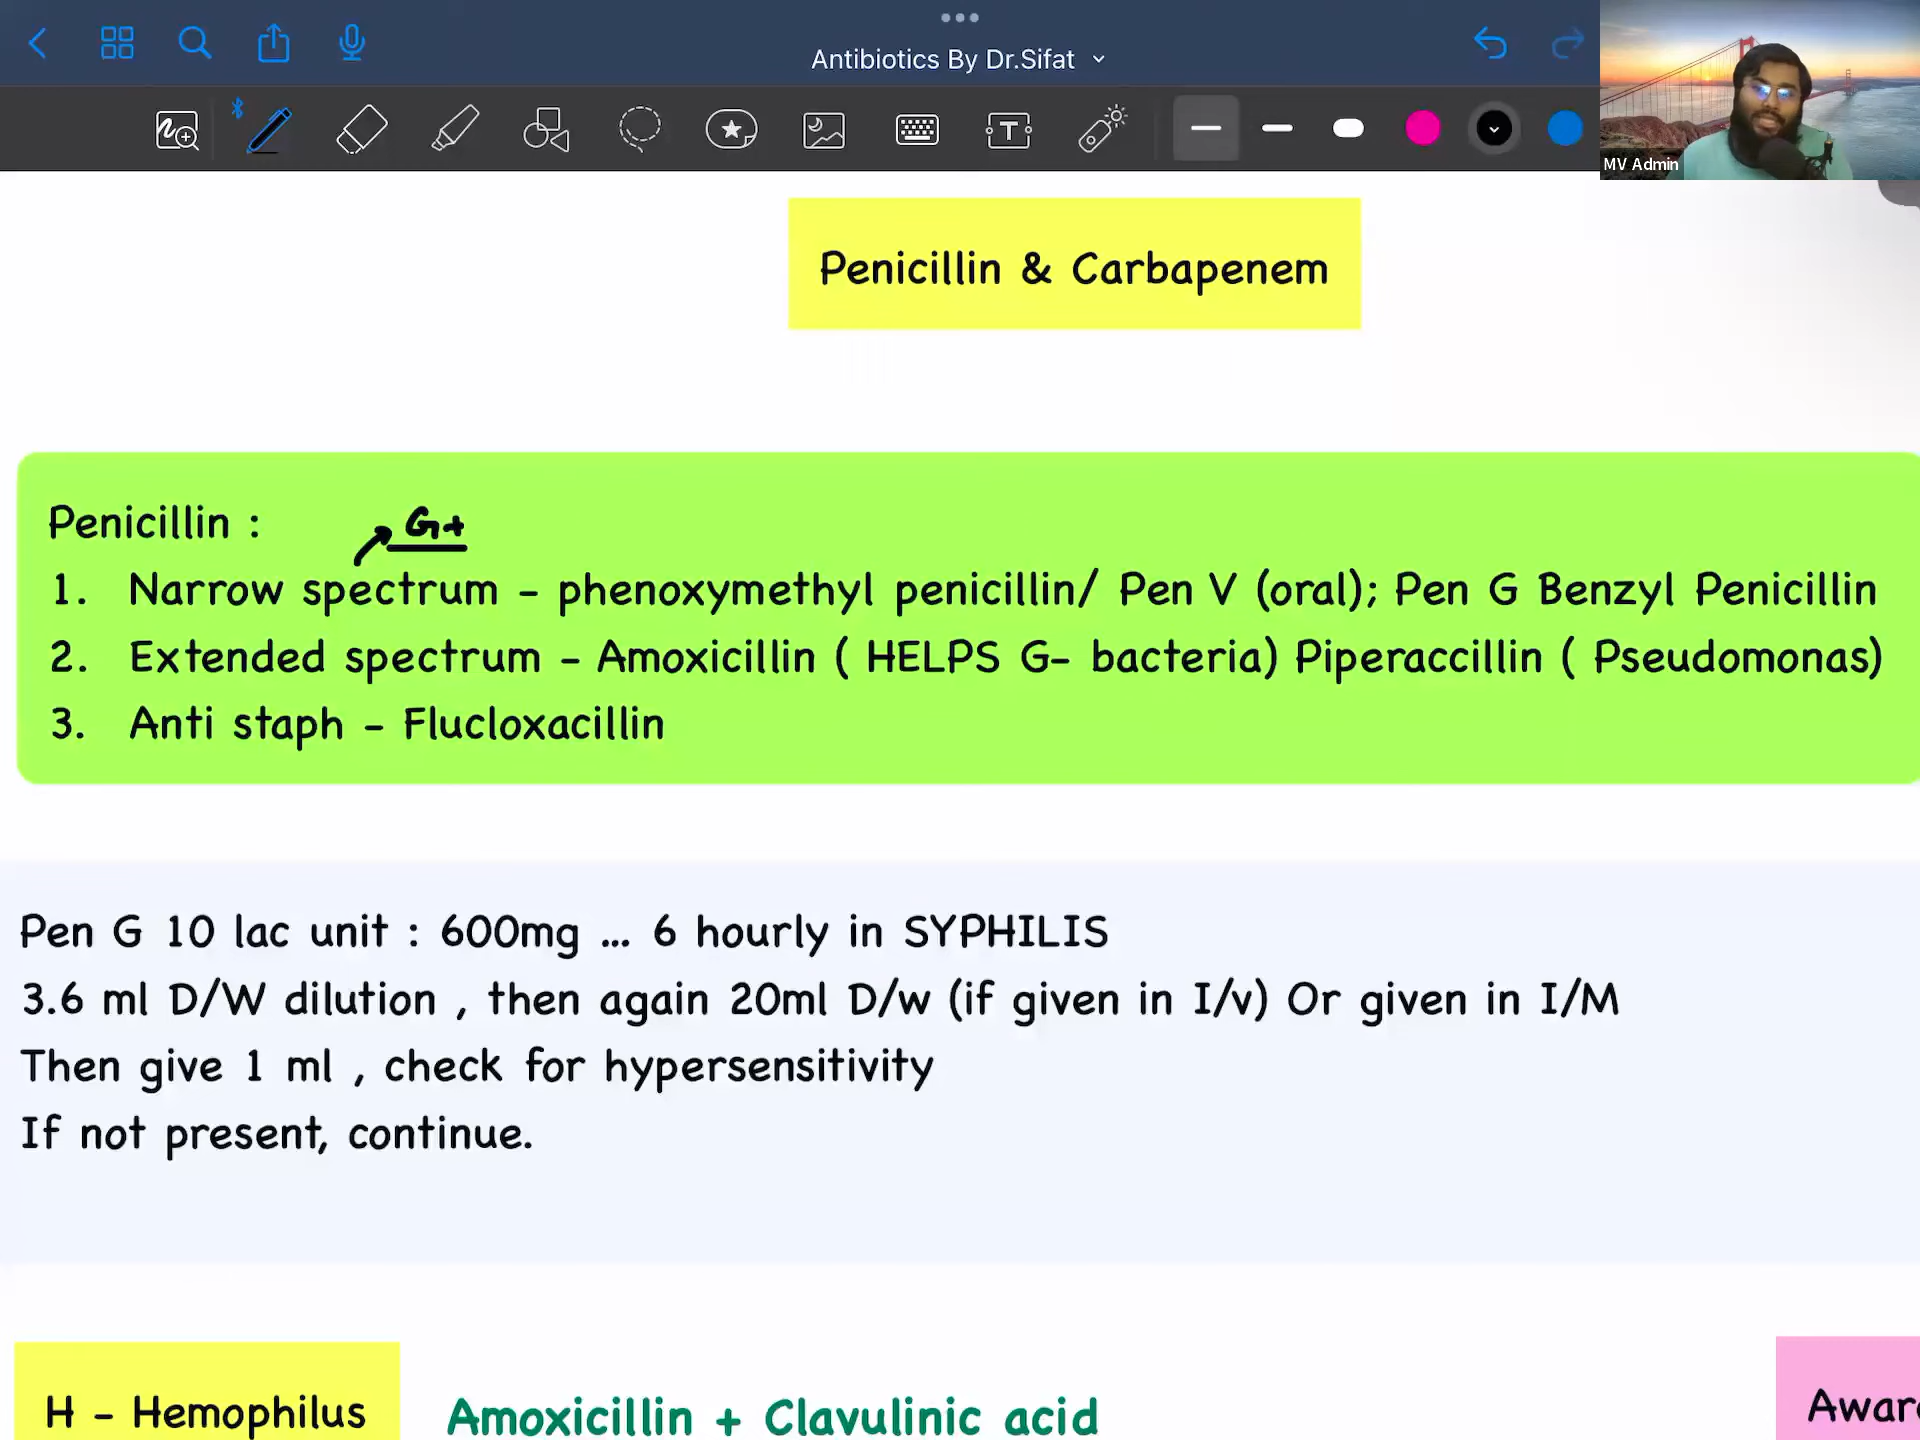 Antibiotics By Dr.Sifat
MV Admin
Penicillin & Carbapenem
Penicillin :
G+
1. Narrow spectrum - phenoxymethyl penicillin/ Pen V (oral); Pen G Benzyl Penicillin
2. Extended spectrum - Amoxicillin ( HELPS G- bacteria) Piperaccillin ( Pseudomonas)
3. Anti staph - Flucloxacillin
Pen G 10 lac unit : 600mg ... 6 hourly in SYPHILIS
3.6 ml D/W dilution , then again 20ml D/w (if given in I/v) Or given in I/M
Then give 1 ml , check for hypersensitivity
If not present, continue.
H - Hemophilus
Amoxicillin + Clavulinic acid